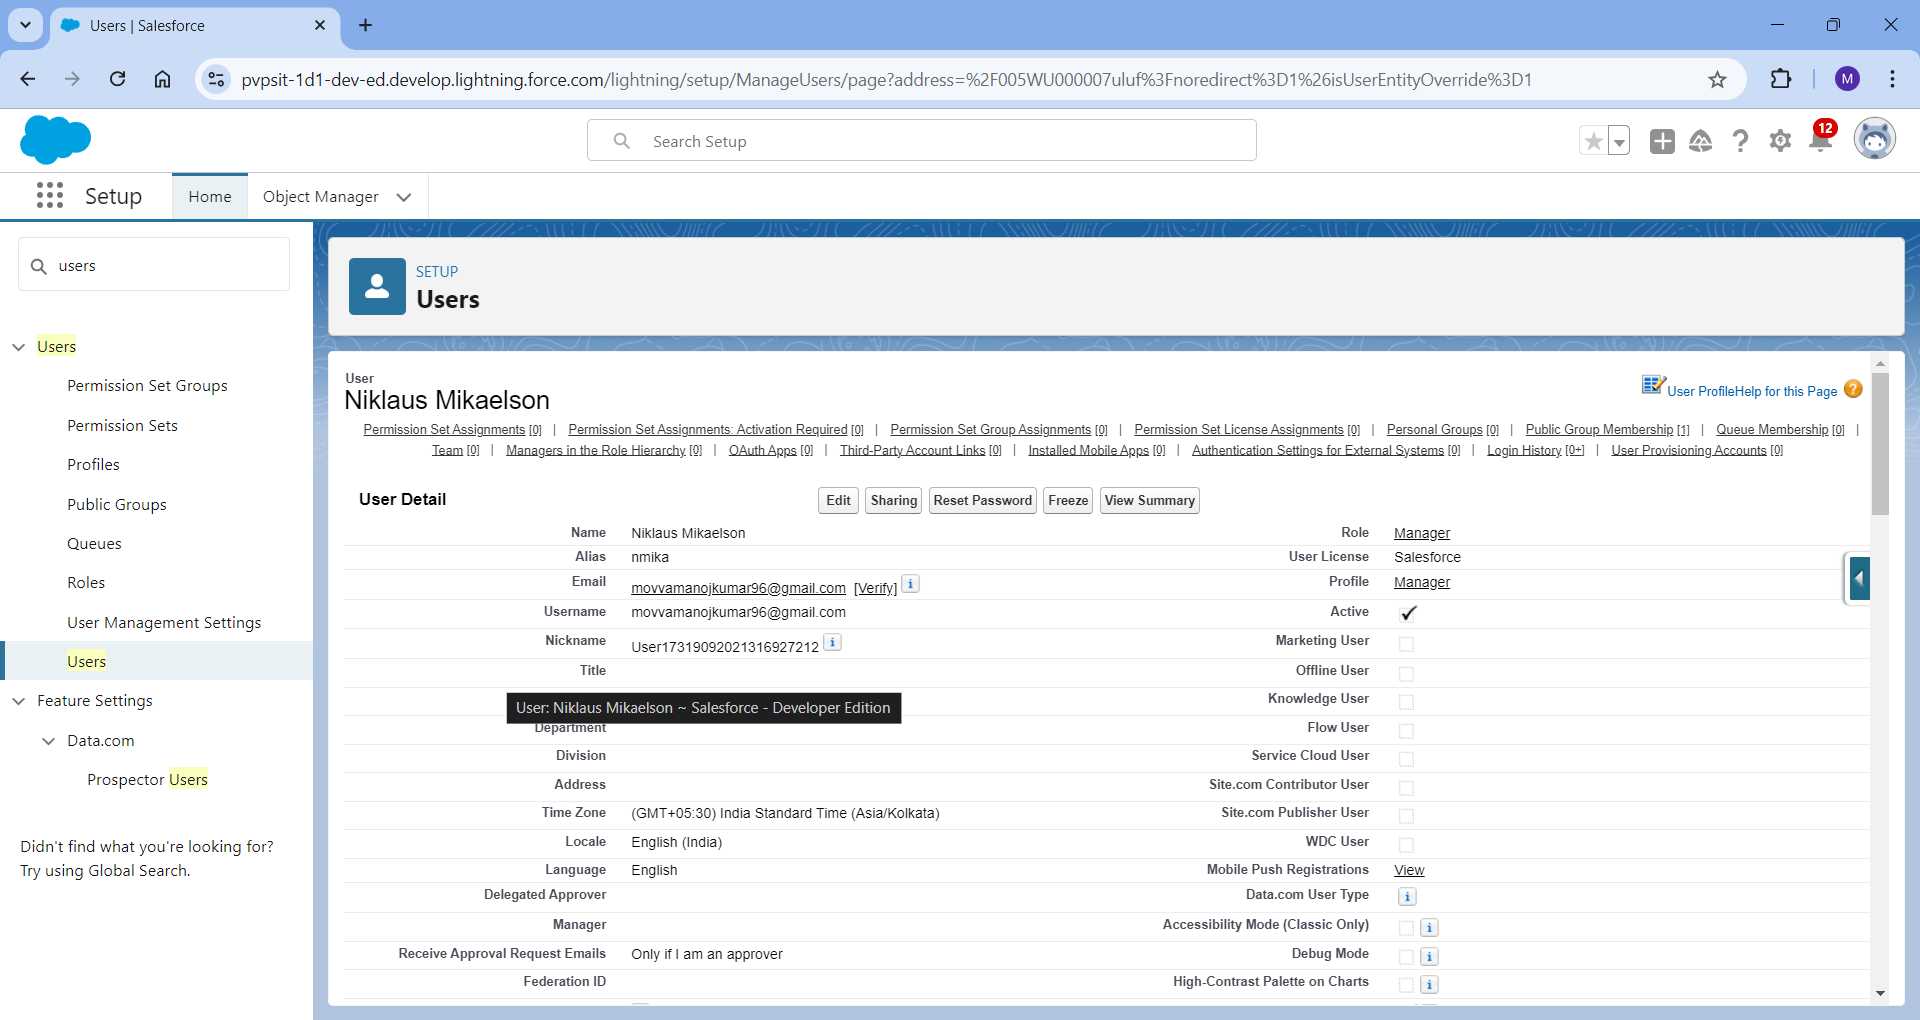 Users | Salesforce
pvpsit-1d1-dev-ed.develop.lightning.force.com/lightning/setup/ManageUsers/page?address=%2F005WU000007uluf%3Fnoredirect%3D1%26isUserEntityOverride%3D1
M
Search Setup
12
Setup
Home
Object Manager
users
Users
Permission Set Groups
Permission Sets
Profiles
Public Groups
Queues
Roles
User Management Settings
Users
Feature Settings
Data.com
Prospector Users
Didn't find what you're looking for?
Try using Global Search.
SETUP
Users
User
Niklaus Mikaelson
User Profile Help for this Page ?
Permission Set Assignments [0] | Permission Set Assignments: Activation Required [0] | Permission Set Group Assignments [0] | Permission Set License Assignments [0] | Personal Groups [0] | Public Group Membership [1] | Queue Membership [0] |
Team [0] | Managers in the Role Hierarchy [0] | OAuth Apps [0] | Third-Party Account Links [0] | Installed Mobile Apps [0] | Authentication Settings for External Systems [0] | Login History [0+] | User Provisioning Accounts [0]
User Detail
Edit Sharing Reset Password Freeze View Summary
Name Niklaus Mikaelson Role Manager
Alias nmika User License Salesforce
Email movvamanojkumar96@gmail.com [Verify] i Profile Manager
Username movvamanojkumar96@gmail.com Active ✓
Nickname User17319092021316927212 i Marketing User
Title Offline User
User: Niklaus Mikaelson ~ Salesforce - Developer Edition Knowledge User
Department Flow User
Division Service Cloud User
Address Site.com Contributor User
Time Zone (GMT+05:30) India Standard Time (Asia/Kolkata) Site.com Publisher User
Locale English (India) WDC User
Language English Mobile Push Registrations View
Delegated Approver Data.com User Type i
Manager Accessibility Mode (Classic Only) i
Receive Approval Request Emails Only if I am an approver Debug Mode i
Federation ID High-Contrast Palette on Charts i